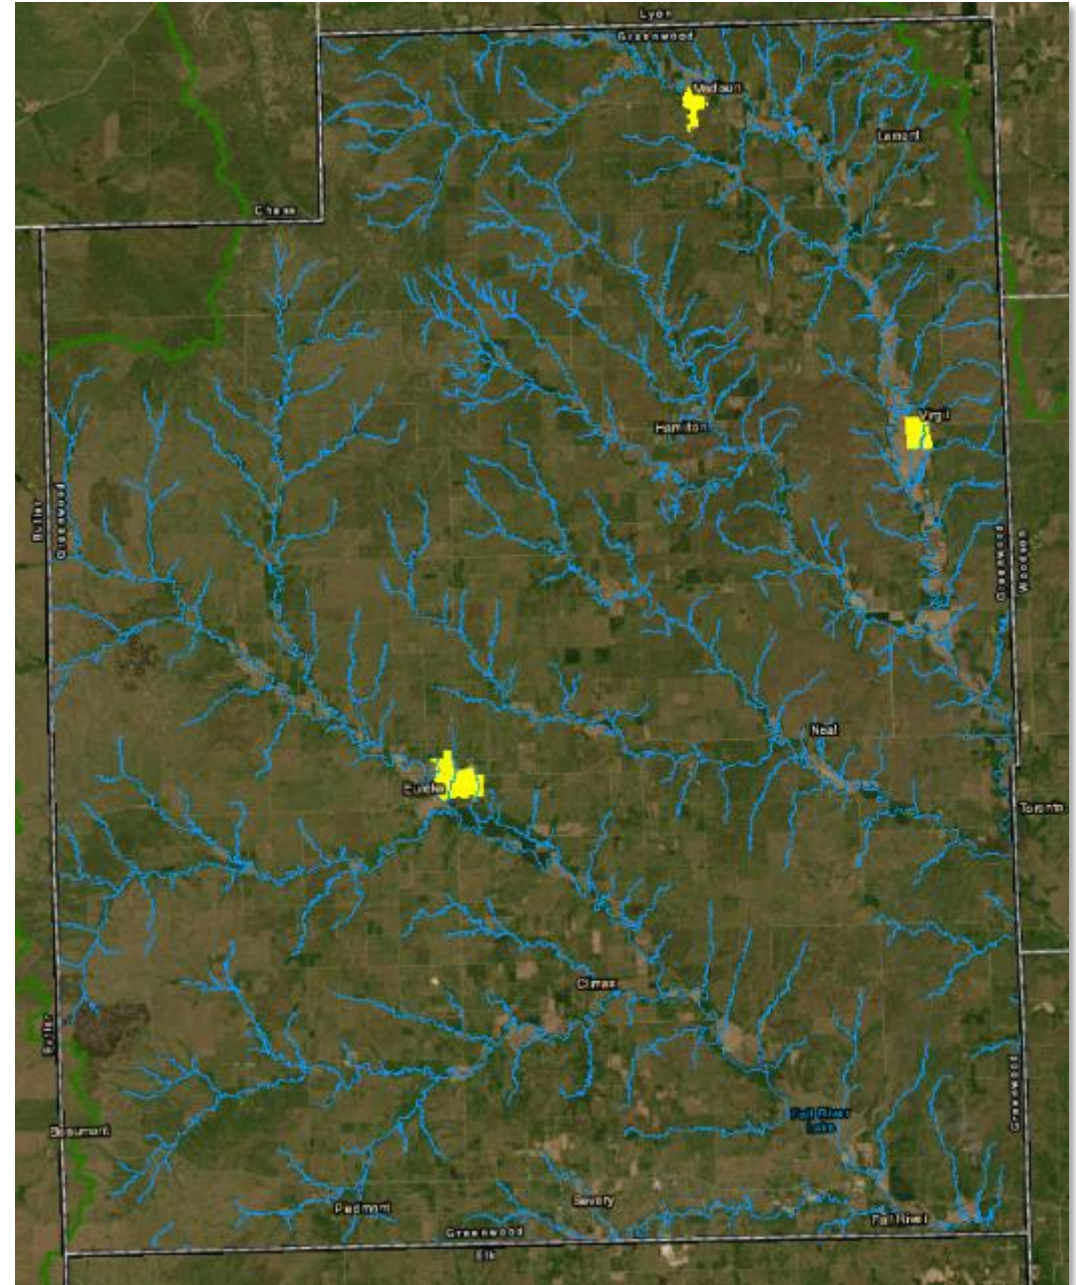 Lyon
Greenwood
Madison
Lamont
Chase
Virgil
Hamilton
Butler
Greenwood
Greenwood
Woodson
Neal
Eureka
Toronto
Climax
Butler
Greenwood
Fall River
Lake
Beaumont
Severy
Piedmont
Fall River
Greenwood
Elk